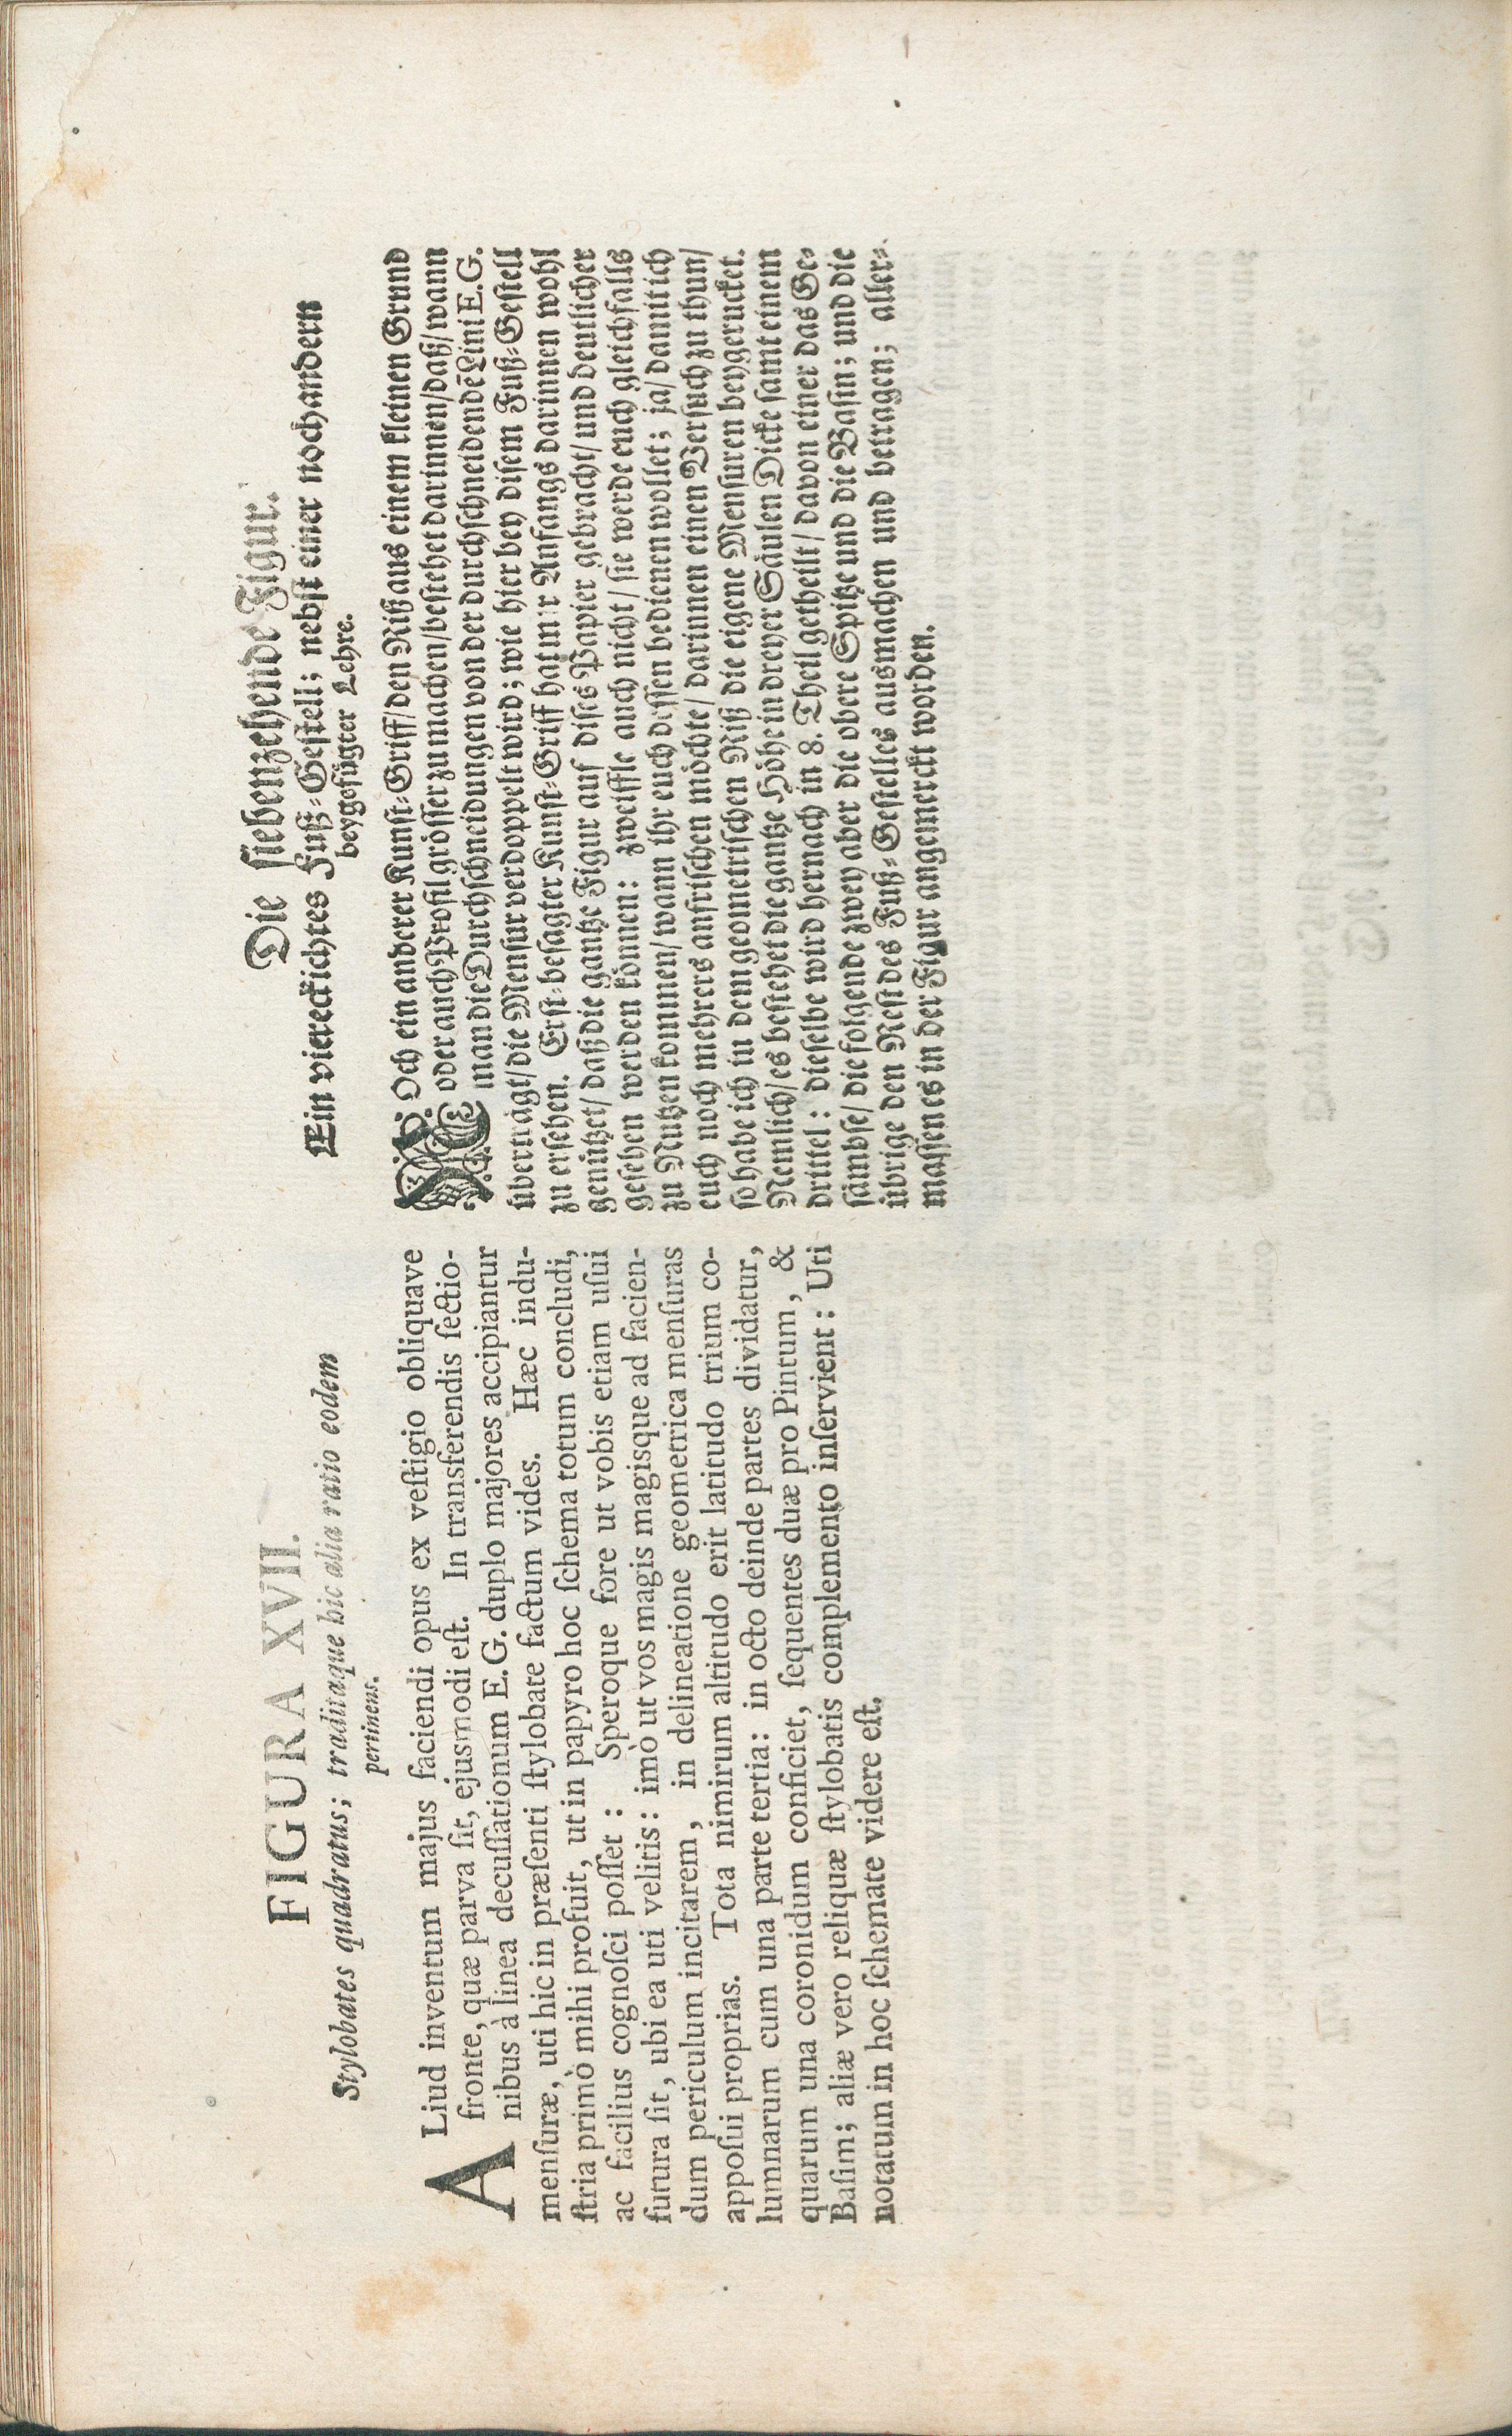 FIGURA XVII.
Stylobates quadratus; traditaque hic alia ratio eodem
pertinens.
ALiud inventum majus faciendi opus ex veſtigio obliquave
fronte, quæ parva ſit, ejusmodi eſt. In transferendis ſectio-
nibus à linea decuſſationum E. G. duplo majores accipiantur
menſuræ, uti hic in præſenti ſtylobate factum vides. Hæc indu-
ſtria primò mihi profuit, ut in papyro hoc ſchema totum concludi,
ac facilius cognoſci poſſet: Speroque fore ut vobis etiam uſui
futura ſit, ubi ea uti velitis: imò ut vos magis magisque ad facien-
dum periculum incitarem, in delineatione geometrica menſuras
appoſui proprias. Tota nimirum altitudo erit latitudo trium co-
lumnarum cum una parte tertia: in octo deinde partes dividatur,
quarum una coronidum conficiet, ſequentes duæ pro Pintum, &
Baſim; aliæ vero reliquæ ſtylobatis complemento inſervient: Uti
notatum in hoc ſchemate videre eſt.
Die ſiebenzehende Figur.
Ein viereckichtes Fuß-Geſtell; nebſt einer noch andern
beygefügter Lehre.
NOch ein anderer Kunſt-Griff/ den Riß aus einem kleinen Grund
oder auch Profil gröſſer zu machen/ beſtehet darinnen/ daß/ wann
man die Durchſchneidungen von der durchſchneidendē Lini E. G.
überträgt/ die Menſur verdoppelt wird; wie hier bey diſem Fuß-Geſtell
zu erſehen. Erſt-beſagter Kunſt-Griff hat mir Anfangs darinnen wohl
genützet/ daß die gantze Figur auf diſes Papier gebracht/ und deutlicher
geſehen werden können: zweiffle auch nicht/ ſie werde euch gleichfalls
zu Nutzen kommen/ wann ihr euch deſſen bedienen wollet; ja/ damit ich
euch noch mehrers anfriſchen möchte/ darinnen einen Verſuch zu thun/
ſo habe ich in dem geometriſchen Riß die eigene Menſuren beygerucket.
Nemlich/ es beſtehet die gantze Höhe in dreyer Säulen Dicke ſamt einem
drittel: dieſelbe wird hernach in 8. Theil getheilt/ davon einer das Ge-
ſämbſe/ die folgende zwey aber die obere Spitze und die Baſin; und die
übrige den Reſt des Fuß-Geſtelles ausmachen und betragen; aller-
maſſen es in der Figur angemerckt worden.